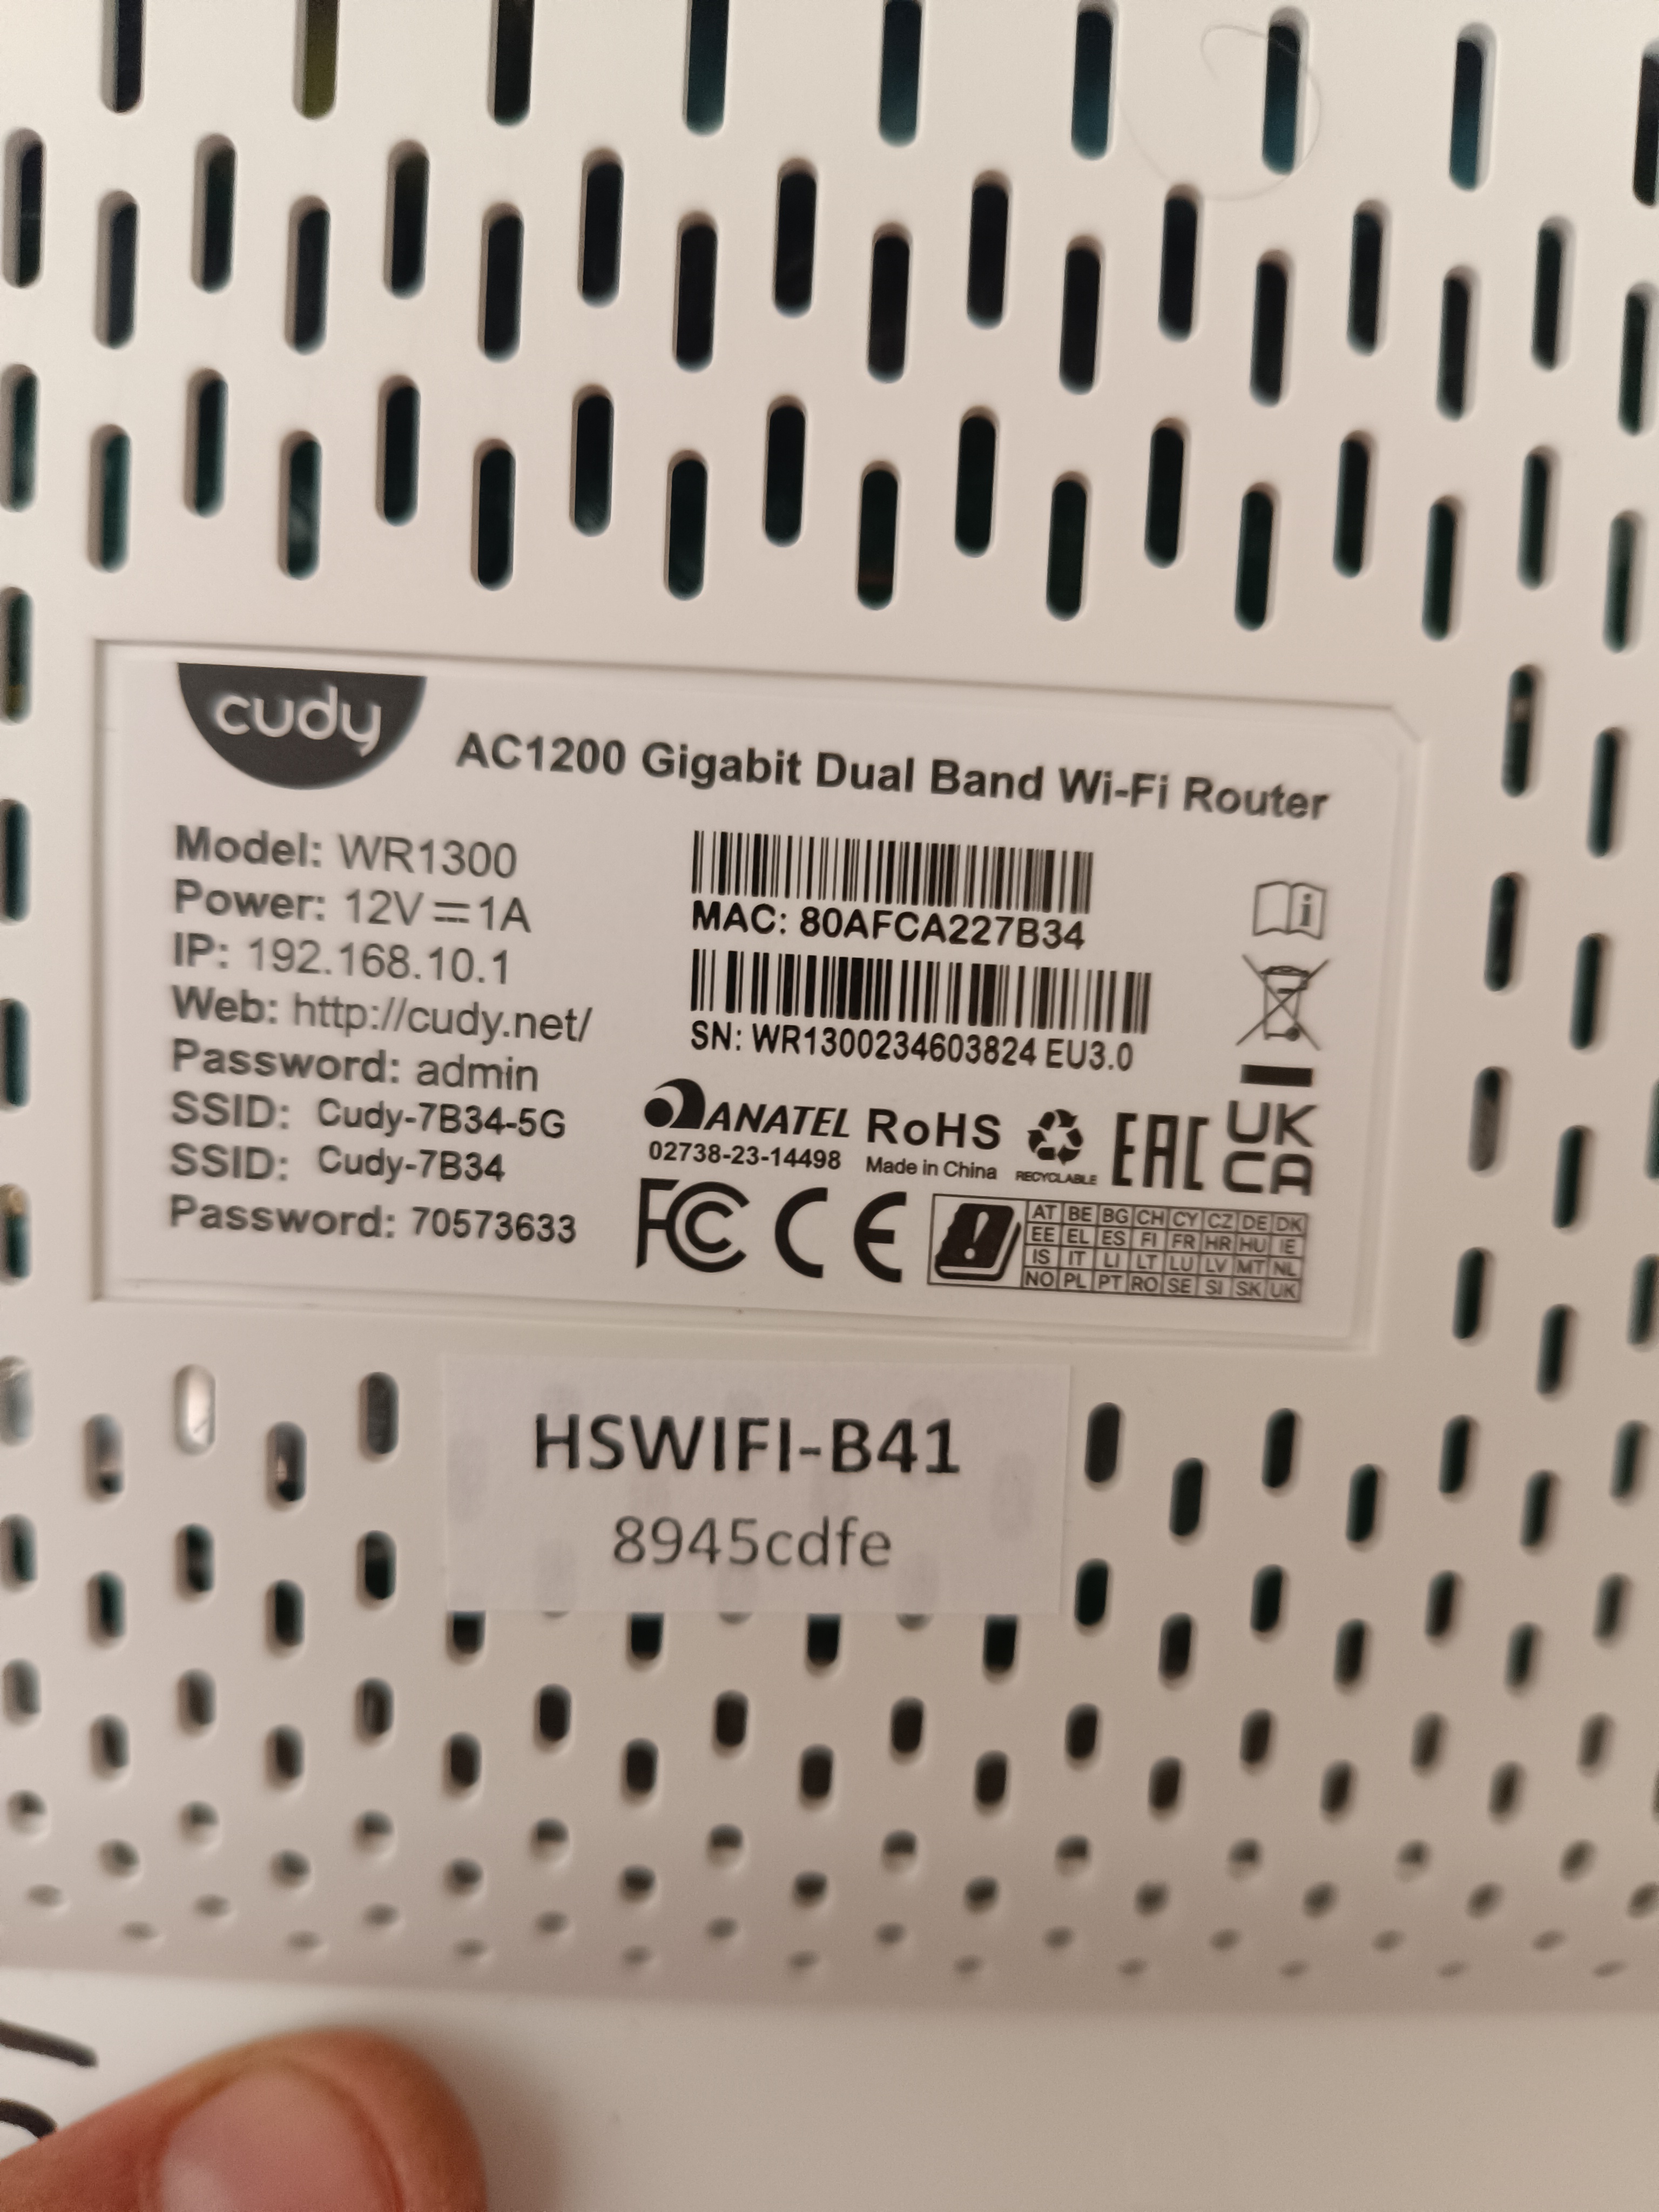 cudy
AC1200 Gigabit Dual Band Wi-Fi Router
Model: WR1300
Power: 12V⎓1A
IP: 192.168.10.1
Web: http://cudy.net/
Password: admin
SSID: Cudy-7B34-5G
SSID: Cudy-7B34
Password: 70573633
MAC: 80AFCA227B34
SN: WR1300234603824 EU3.0
ANATEL
02738-23-14498
RoHS
Made in China
RECYCLABLE
EAC
UK
CA
FC CE
AT BE BG CH CY CZ DE DK
EE EL ES FI FR HR HU IE
IS IT LI LT LU LV MT NL
NO PL PT RO SE SI SK UK
HSWIFI-B41
8945cdfe